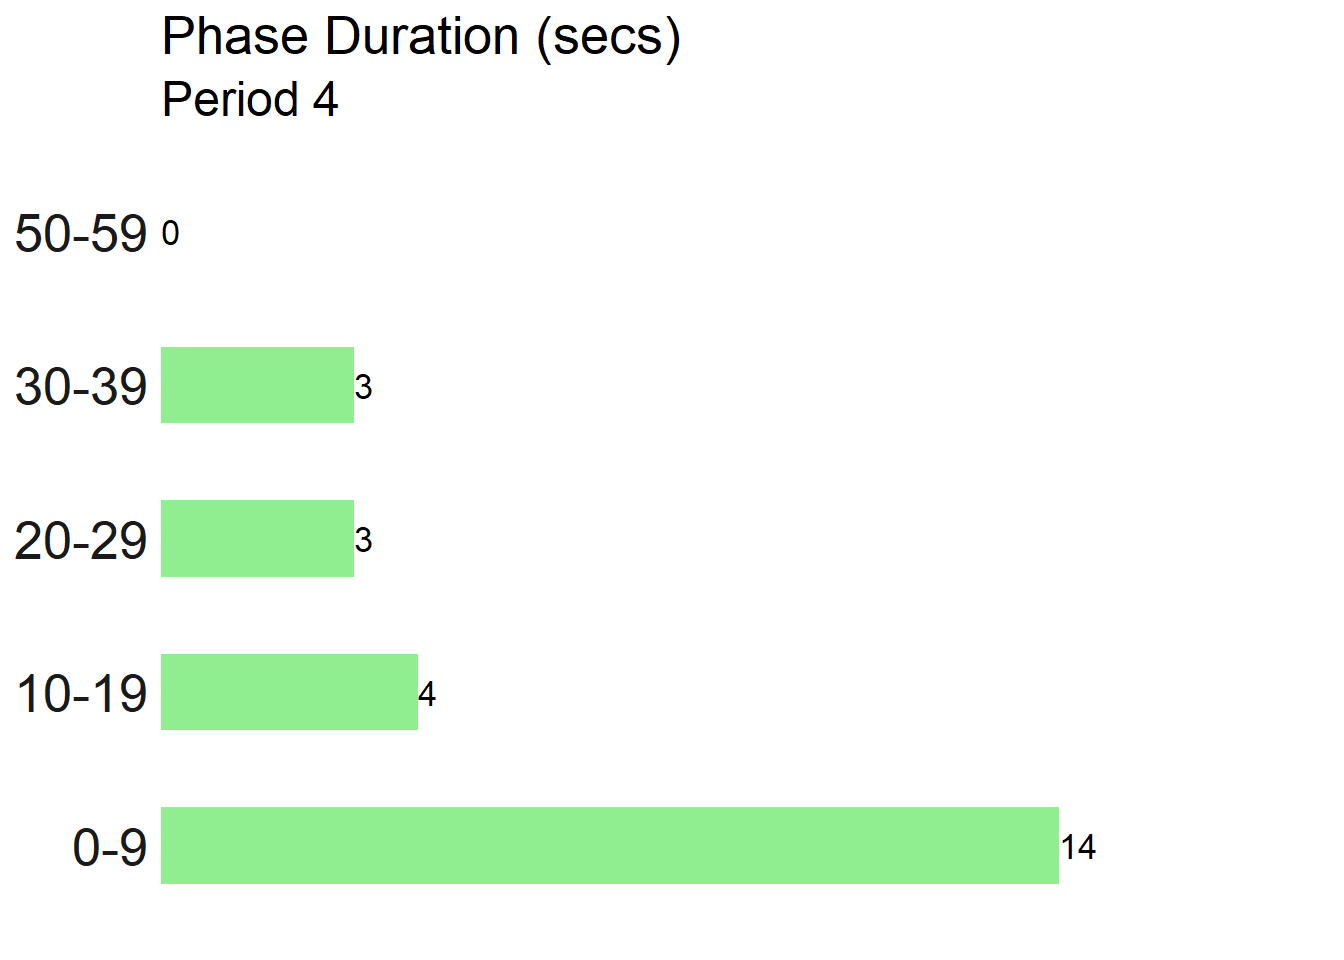 Phase Duration (secs)
Period 4
50-59 0
30-39 3
20-29 3
10-19 4
0-9 14